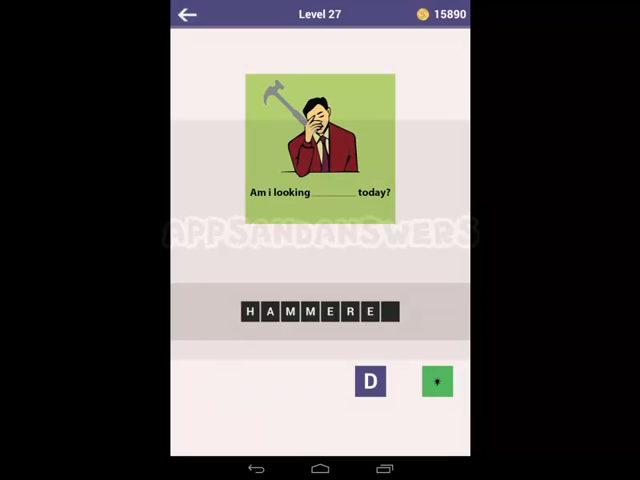 Level 27
15890
Am i looking ________ today?
APPSANDANSWERS
HAMMERE
D